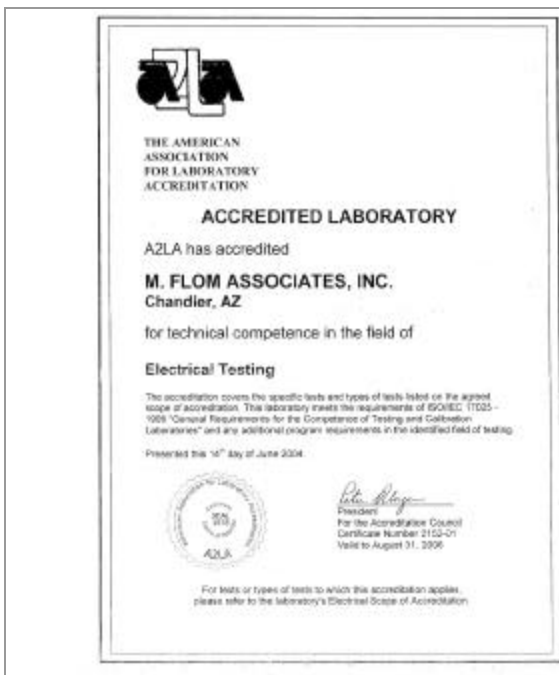 A2LA
THE AMERICAN
ASSOCIATION
FOR LABORATORY
ACCREDITATION
ACCREDITED LABORATORY
A2LA has accredited
M. FLOM ASSOCIATES, INC.
Chandler, AZ
for technical competence in the field of
Electrical Testing
The accreditation covers the specific tests and types of tests listed on the agreed
scope of accreditation. This laboratory meets the requirements of ISO/IEC 17025 -
1999 "General Requirements for the Competence of Testing and Calibration
Laboratories" and any additional program requirements in the identified field of testing.
Presented this 14th day of June 2004.
SEAL
A2LA
President
For the Accreditation Council
Certificate Number 2152-01
Valid to August 31, 2006
For tests or types of tests to which this accreditation applies,
please refer to the laboratory's Electrical Scope of Accreditation